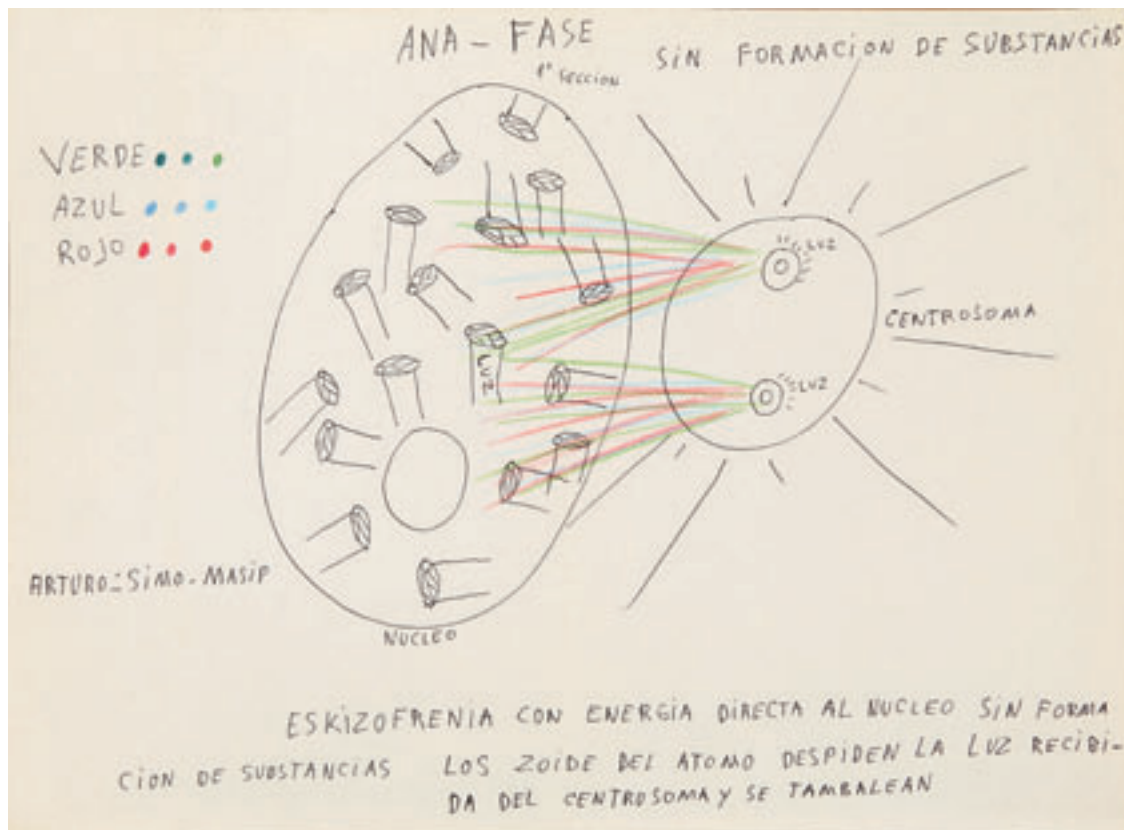 ANA - FASE
1ª SECCION
SiN FORMACiON DE SUBSTANCiAS
VERDE
AZUL
ROJO
LUZ
LUZ
LUZ
CENTROSOMA
ARTURO-SiMO-MASiP
NUCLEO
ESKiZOFRENiA CON ENERGiA DiRECTA AL NUCLEO SiN FORMA
CiON DE SUBSTANCiAS LOS ZOiDE DEL ATOMO DESPiDEN LA LUZ RECiBi-
DA DEL CENTROSOMA Y SE TAMBALEAN